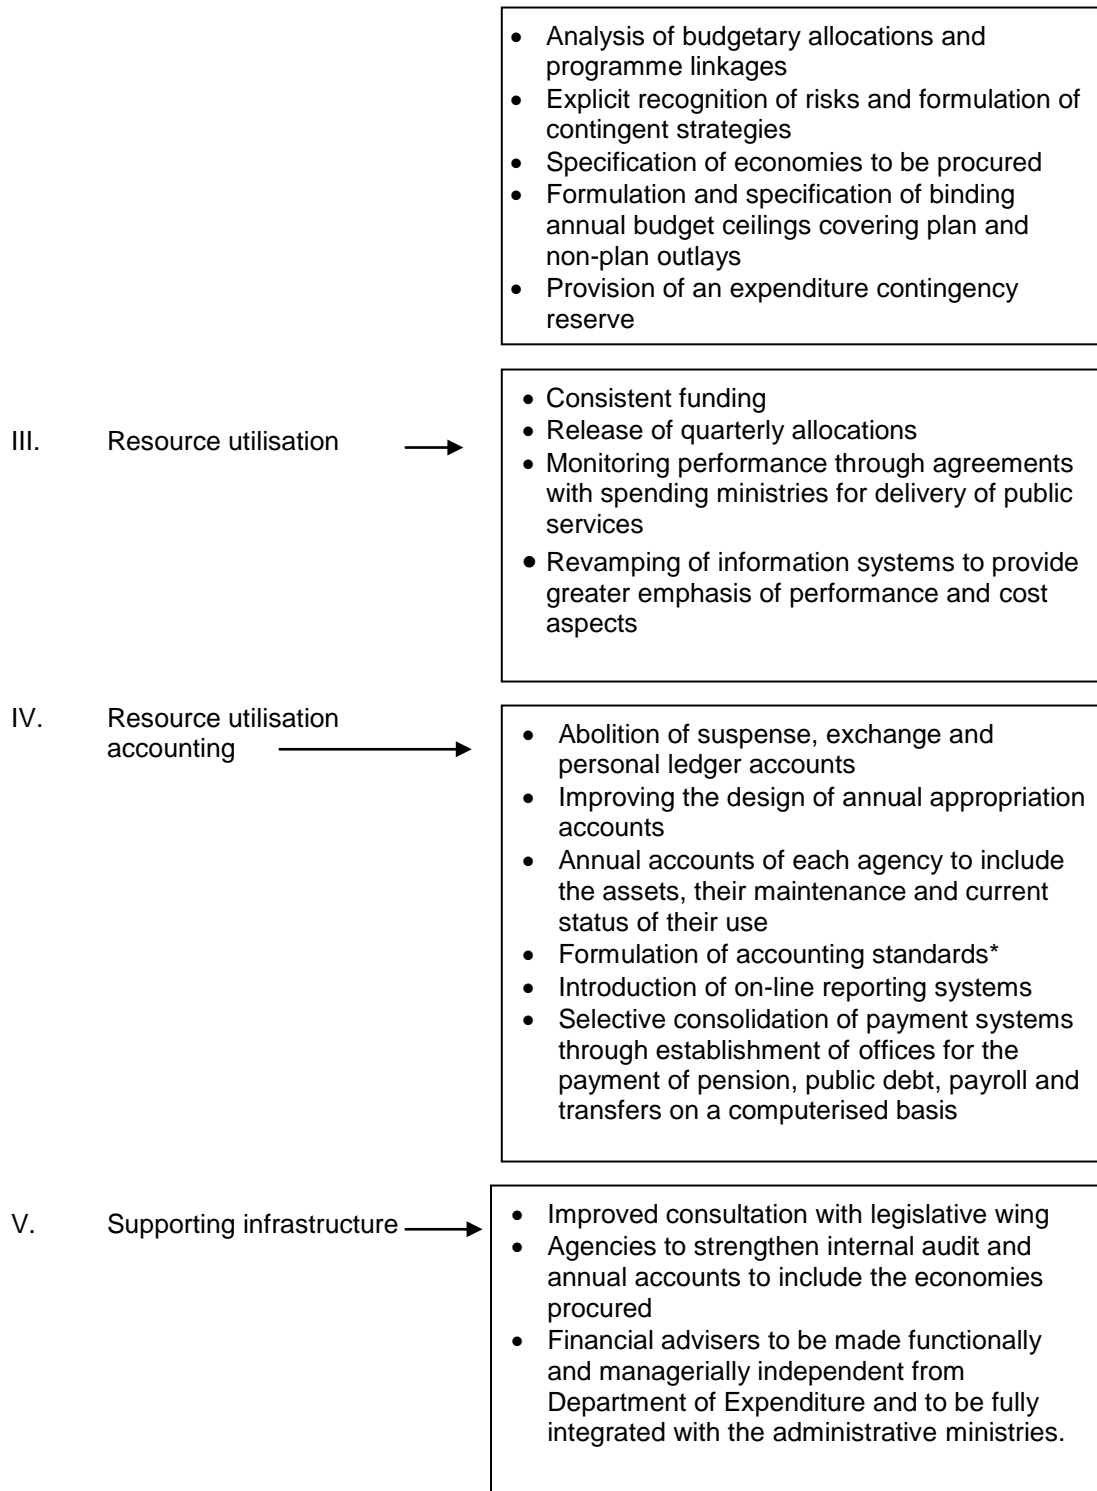 • Analysis of budgetary allocations and
programme linkages
• Explicit recognition of risks and formulation of
contingent strategies
• Specification of economies to be procured
• Formulation and specification of binding
annual budget ceilings covering plan and
non-plan outlays
• Provision of an expenditure contingency
reserve
III. Resource utilisation
• Consistent funding
• Release of quarterly allocations
• Monitoring performance through agreements
with spending ministries for delivery of public
services
• Revamping of information systems to provide
greater emphasis of performance and cost
aspects
IV. Resource utilisation
accounting
• Abolition of suspense, exchange and
personal ledger accounts
• Improving the design of annual appropriation
accounts
• Annual accounts of each agency to include
the assets, their maintenance and current
status of their use
• Formulation of accounting standards*
• Introduction of on-line reporting systems
• Selective consolidation of payment systems
through establishment of offices for the
payment of pension, public debt, payroll and
transfers on a computerised basis
V. Supporting infrastructure
• Improved consultation with legislative wing
• Agencies to strengthen internal audit and
annual accounts to include the economies
procured
• Financial advisers to be made functionally
and managerially independent from
Department of Expenditure and to be fully
integrated with the administrative ministries.